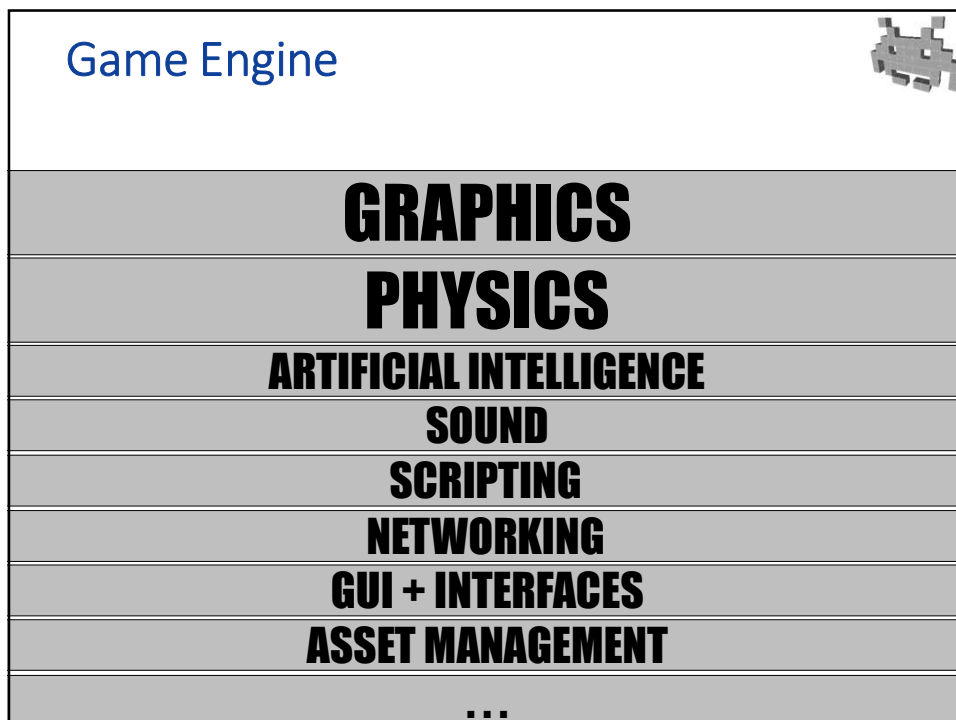 Game Engine
GRAPHICS
PHYSICS
ARTIFICIAL INTELLIGENCE
SOUND
SCRIPTING
NETWORKING
GUI + INTERFACES
ASSET MANAGEMENT
...